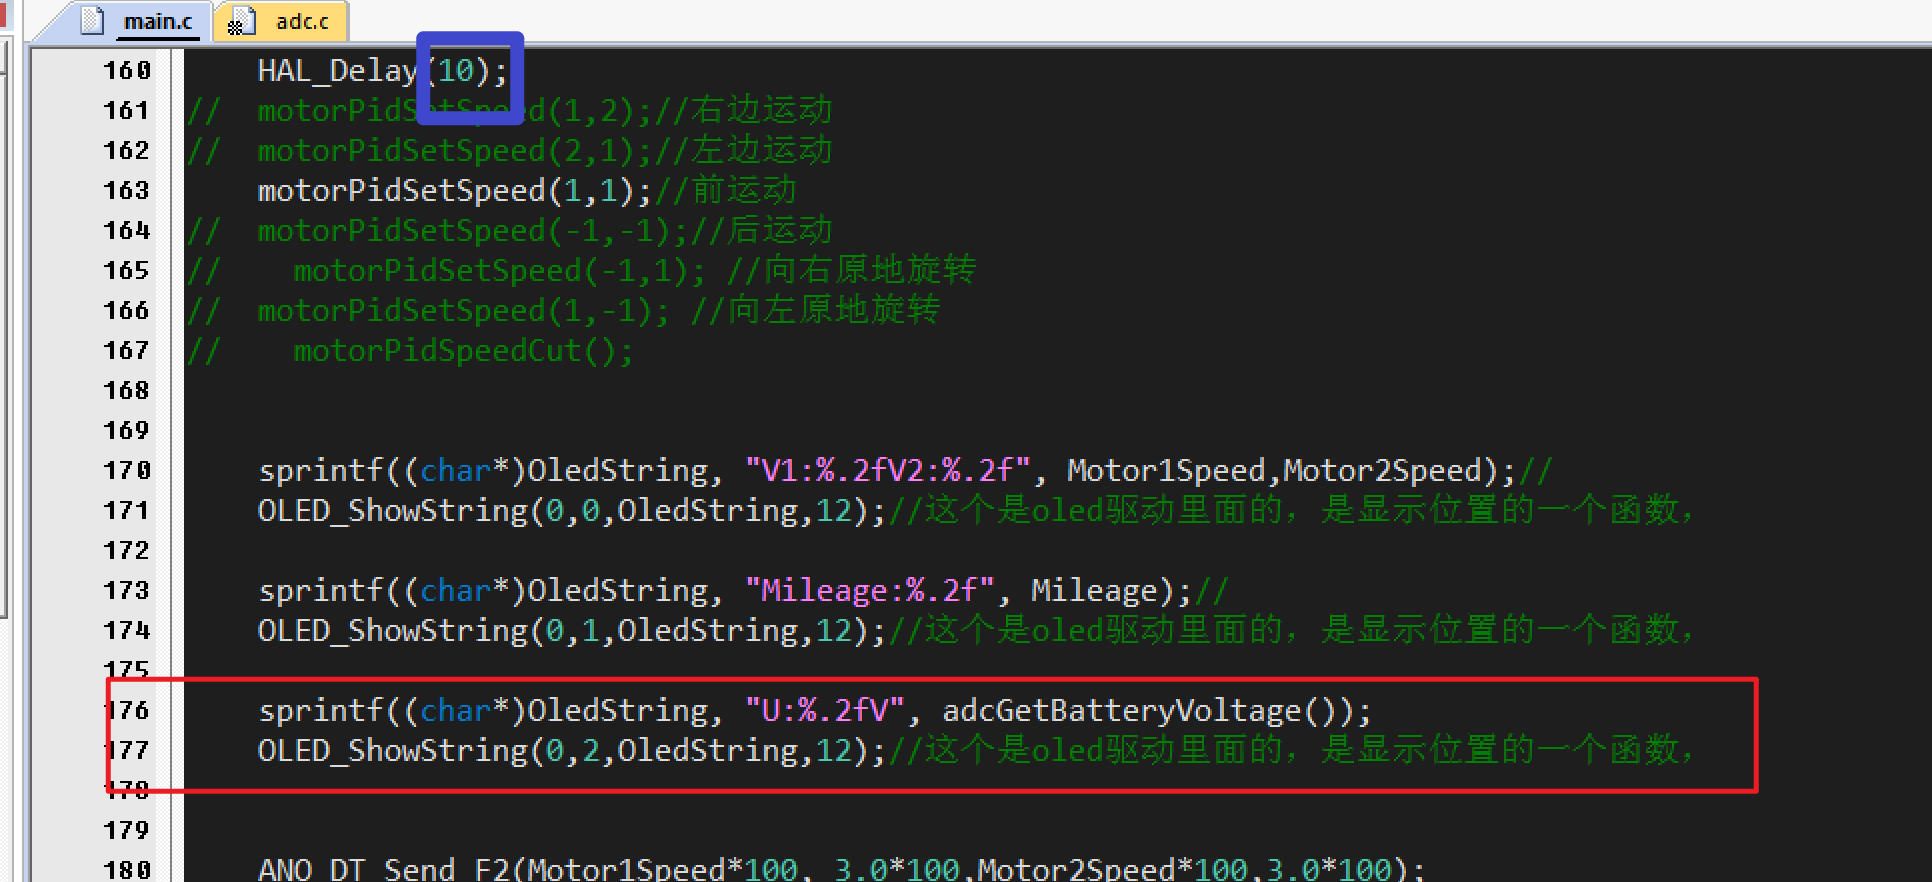 main.c adc.c
160 HAL_Delay(10);
161 // motorPidSetSpeed(1,2);//右边运动
162 // motorPidSetSpeed(2,1);//左边运动
163 motorPidSetSpeed(1,1);//前运动
164 // motorPidSetSpeed(-1,-1);//后运动
165 // motorPidSetSpeed(-1,1); //向右原地旋转
166 // motorPidSetSpeed(1,-1); //向左原地旋转
167 // motorPidSpeedCut();
168
169
170 sprintf((char*)OledString, "V1:%.2fV2:%.2f", Motor1Speed,Motor2Speed);//
171 OLED_ShowString(0,0,OledString,12);//这个是oled驱动里面的，是显示位置的一个函数，
172
173 sprintf((char*)OledString, "Mileage:%.2f", Mileage);//
174 OLED_ShowString(0,1,OledString,12);//这个是oled驱动里面的，是显示位置的一个函数，
175
176 sprintf((char*)OledString, "U:%.2fV", adcGetBatteryVoltage());
177 OLED_ShowString(0,2,OledString,12);//这个是oled驱动里面的，是显示位置的一个函数，
178
179
180 ANO_DT_Send_F2(Motor1Speed*100, 3.0*100,Motor2Speed*100,3.0*100);